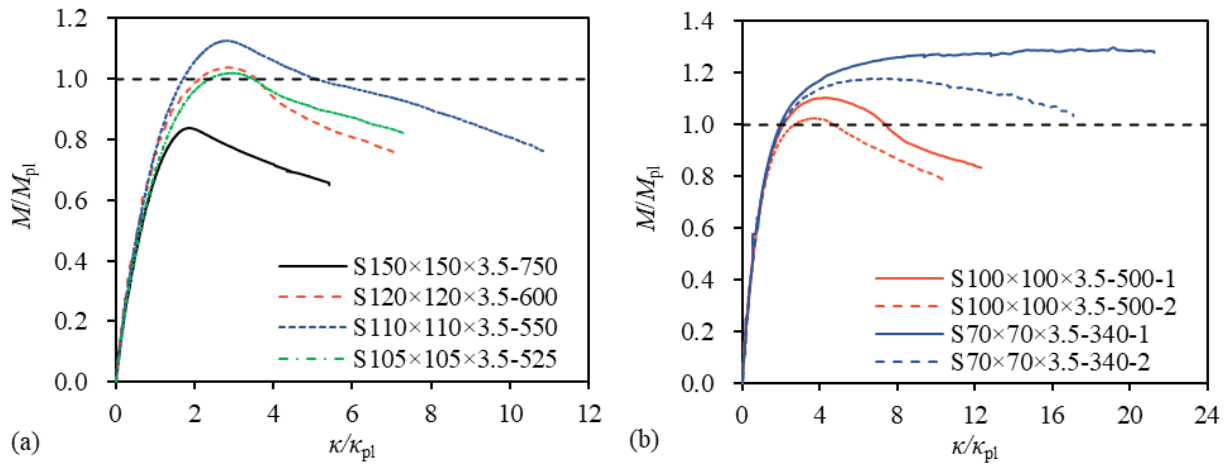 1.2
1.0
0.8
0.6
0.4
0.2
0.0
M/Mpl
0 2 4 6 8 10 12
κ/κpl
S150×150×3.5-750
S120×120×3.5-600
S110×110×3.5-550
S105×105×3.5-525
(a)
1.4
1.2
1.0
0.8
0.6
0.4
0.2
0.0
M/Mpl
0 4 8 12 16 20 24
κ/κpl
S100×100×3.5-500-1
S100×100×3.5-500-2
S70×70×3.5-340-1
S70×70×3.5-340-2
(b)